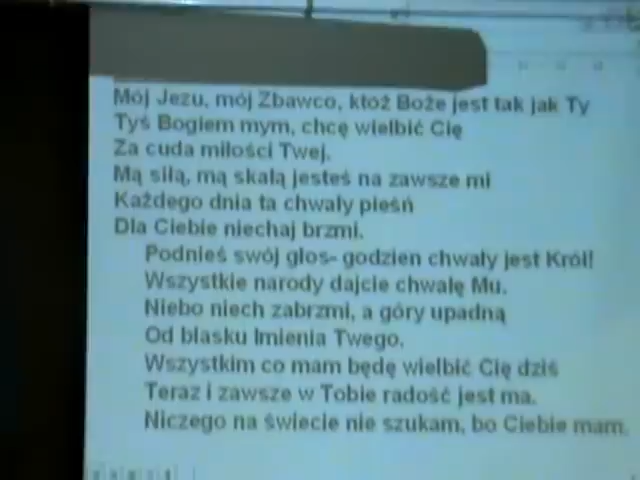 Mój Jezu, mój Zbawco, któż Boże jest tak jak Ty
Tyś Bogiem mym, chcę wielbić Cię
Za cuda miłości Twej.
Mą siłą, mą skałą jesteś na zawsze mi
Każdego dnia ta chwały pieśń
Dla Ciebie niechaj brzmi.
Podnieś swój głos- godzien chwały jest Król!
Wszystkie narody dajcie chwałę Mu.
Niebo niech zabrzmi, a góry upadną
Od blasku Imienia Twego.
Wszystkim co mam będę wielbić Cię dziś
Teraz i zawsze w Tobie radość jest ma.
Niczego na świecie nie szukam, bo Ciebie mam.